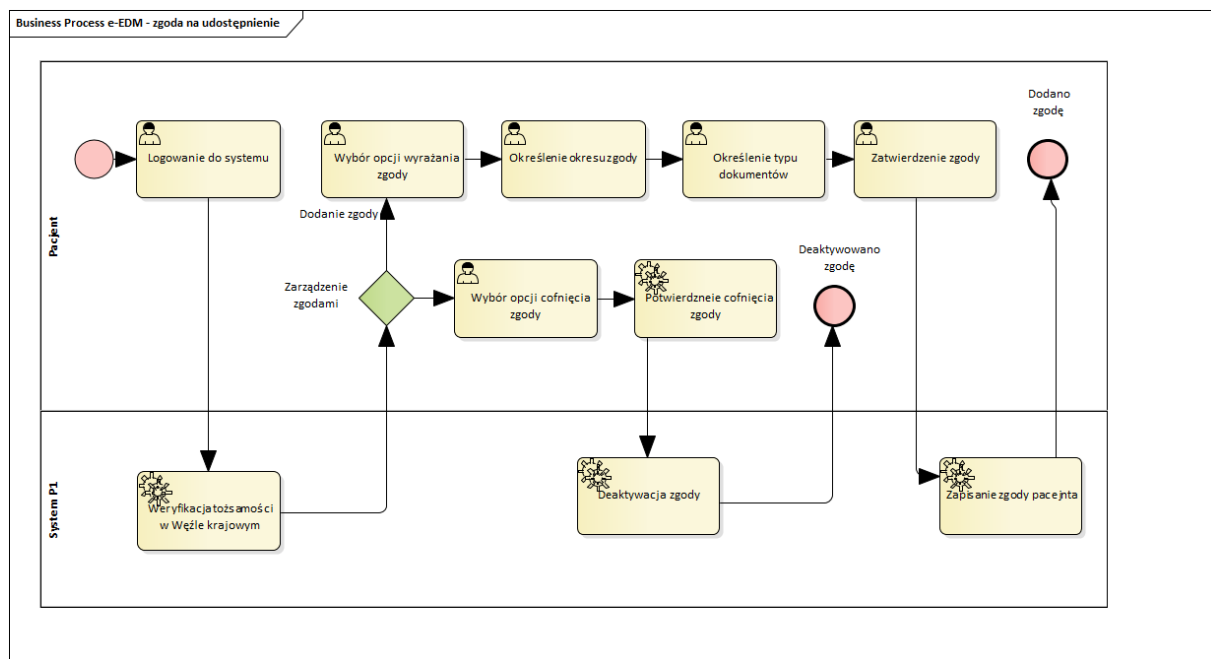 Business Process e-EDM - zgoda na udostępnienie
Dodano
zgodę
Logowanie do systemu
Wybór opcji wyrażania
zgody
Określenie okresu zgody
Określenie typu
dokumentów
Zatwierdzenie zgody
Dodanie zgody
Pacjent
Zarządzenie
zgodami
Wybór opcji cofnięcia
zgody
Potwierdzneie cofnięcia
zgody
Deaktywowano
zgodę
System P1
Weryfikacja tożsamości
w Węźle krajowym
Deaktywacja zgody
Zapisanie zgody pacejnta